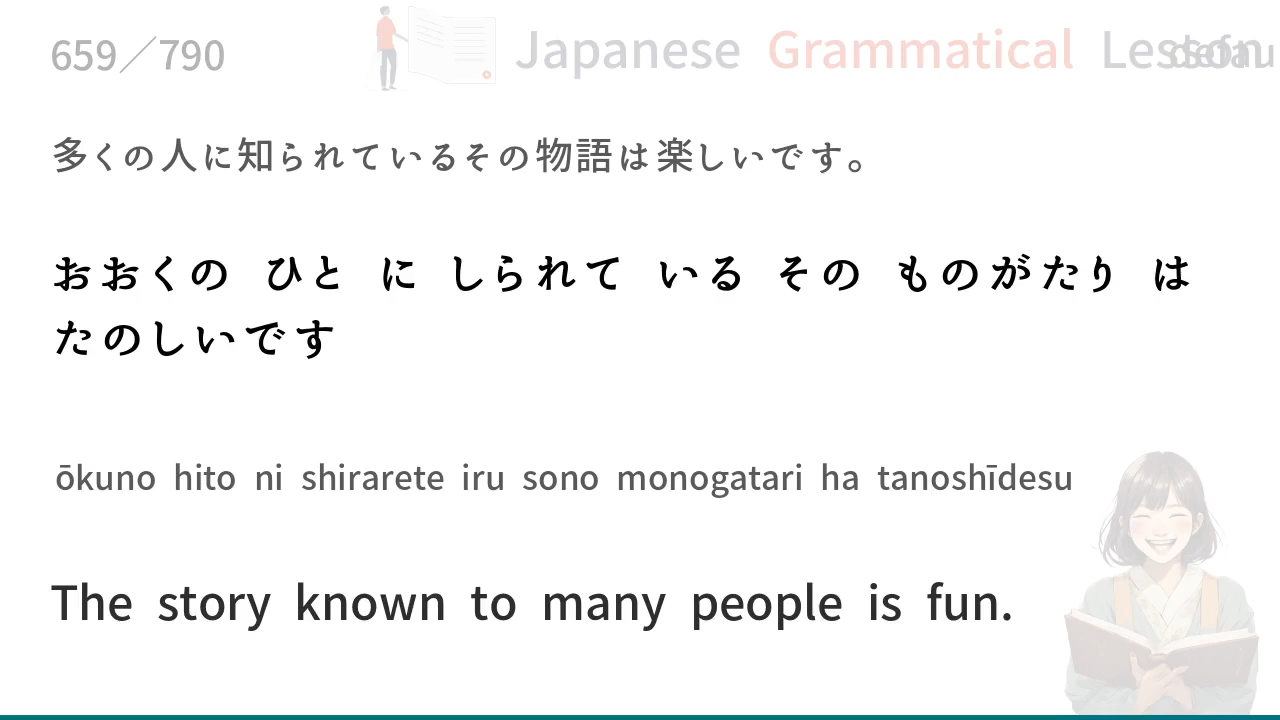 659／790
Japanese Grammatical Lesson
defau
多くの人に知られているその物語は楽しいです。
おおくの ひと に しられて いる その ものがたり は
たのしいです
ōkuno hito ni shirarete iru sono monogatari ha tanoshīdesu
The story known to many people is fun.